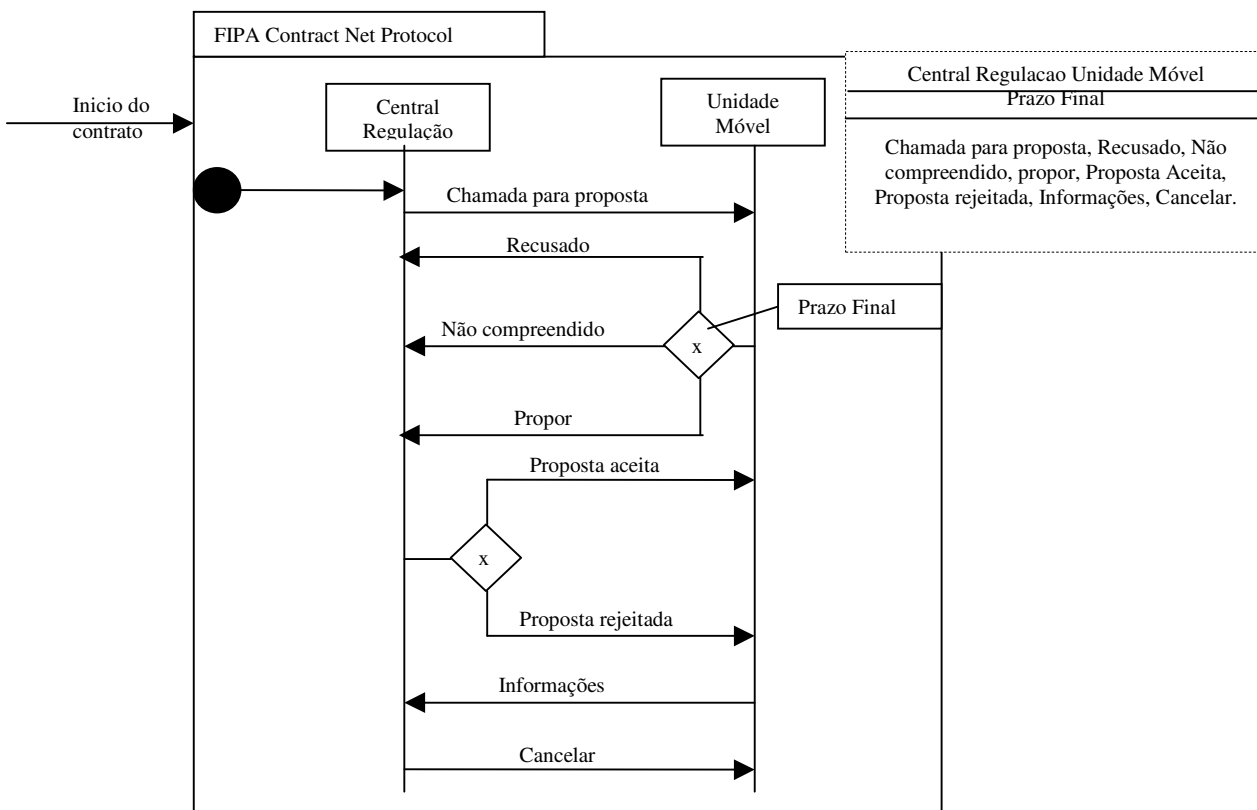 FIPA Contract Net Protocol
Central Regulacao Unidade Móvel
Prazo Final
Chamada para proposta, Recusado, Não
compreendido, propor, Proposta Aceita,
Proposta rejeitada, Informações, Cancelar.
Inicio do
contrato
Central
Regulação
Unidade
Móvel
Chamada para proposta
Recusado
Prazo Final
Não compreendido
x
Propor
Proposta aceita
x
Proposta rejeitada
Informações
Cancelar